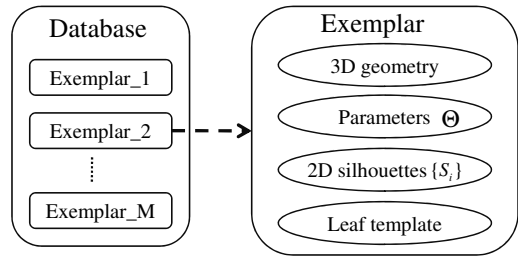 Database
Exemplar_1
Exemplar_2
Exemplar_M
Exemplar
3D geometry
Parameters Θ
2D silhouettes {S_i}
Leaf template